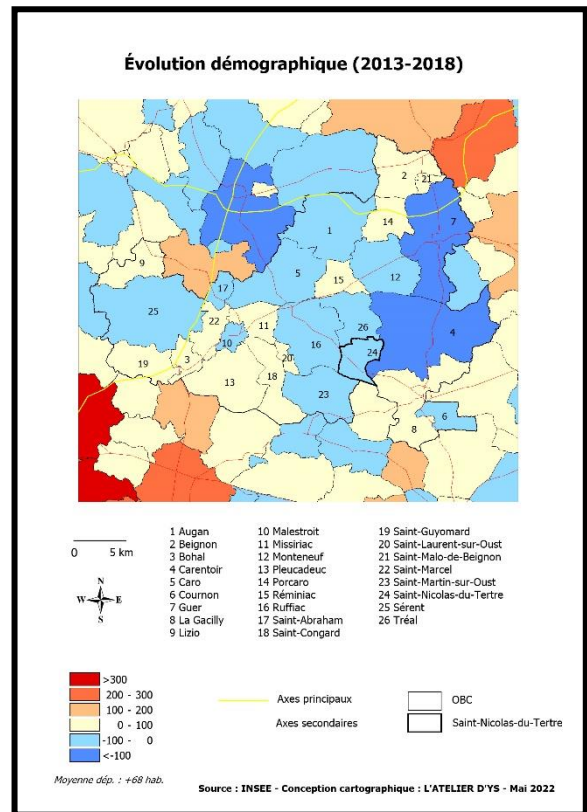 Évolution démographique (2013-2018)
2
21
14
7
1
9
5
15
12
17
25
22
11
26
10
16
24
4
3
20
19
13
18
23
8
6
0 5 km
N
W E
S
1 Augan
2 Beignon
3 Bohal
4 Carentoir
5 Caro
6 Cournon
7 Guer
8 La Gacilly
9 Lizio
10 Malestroit
11 Missiriac
12 Monteneuf
13 Pleucadeuc
14 Porcaro
15 Réminiac
16 Ruffiac
17 Saint-Abraham
18 Saint-Congard
19 Saint-Guyomard
20 Saint-Laurent-sur-Oust
21 Saint-Malo-de-Beignon
22 Saint-Marcel
23 Saint-Martin-sur-Oust
24 Saint-Nicolas-du-Tertre
25 Sérent
26 Tréal
>300
200 - 300
100 - 200
0 - 100
-100 - 0
<-100
Axes principaux
Axes secondaires
OBC
Saint-Nicolas-du-Tertre
Moyenne dép. : +68 hab.
Source : INSEE - Conception cartographique : L'ATELIER D'YS - Mai 2022